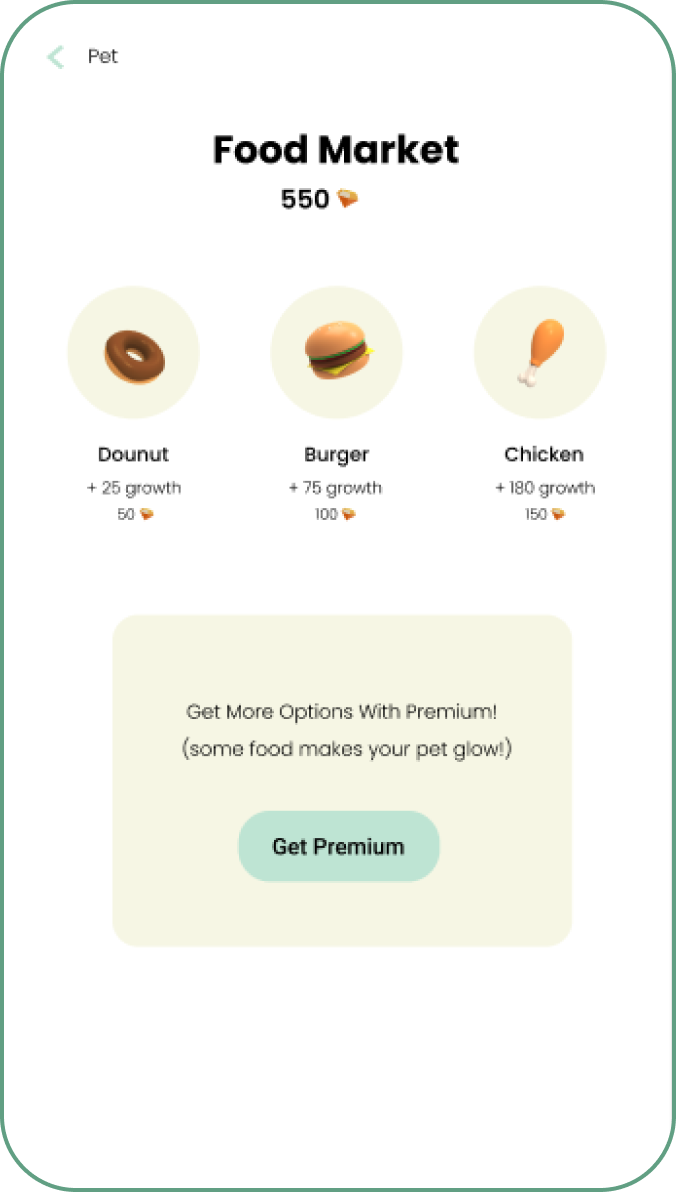 Pet
Food Market
550
Dounut
Burger
Chicken
+ 25 growth
+ 75 growth
+ 180 growth
50
100
150
Get More Options With Premium!
(some food makes your pet glow!)
Get Premium